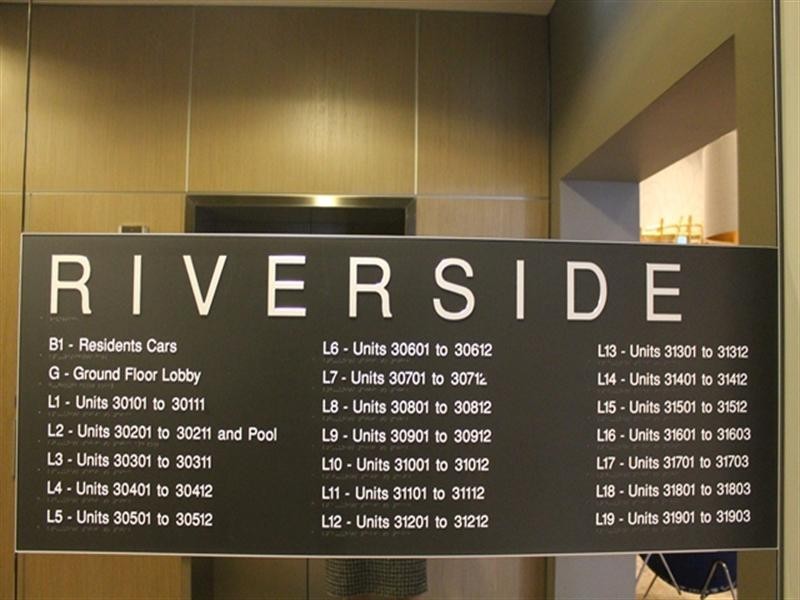 RIVERSIDE
B1 - Residents Cars
G - Ground Floor Lobby
L1 - Units 30101 to 30111
L2 - Units 30201 to 30211 and Pool
L3 - Units 30301 to 30311
L4 - Units 30401 to 30412
L5 - Units 30501 to 30512
L6 - Units 30601 to 30612
L7 - Units 30701 to 30712
L8 - Units 30801 to 30812
L9 - Units 30901 to 30912
L10 - Units 31001 to 31012
L11 - Units 31101 to 31112
L12 - Units 31201 to 31212
L13 - Units 31301 to 31312
L14 - Units 31401 to 31412
L15 - Units 31501 to 31512
L16 - Units 31601 to 31603
L17 - Units 31701 to 31703
L18 - Units 31801 to 31803
L19 - Units 31901 to 31903